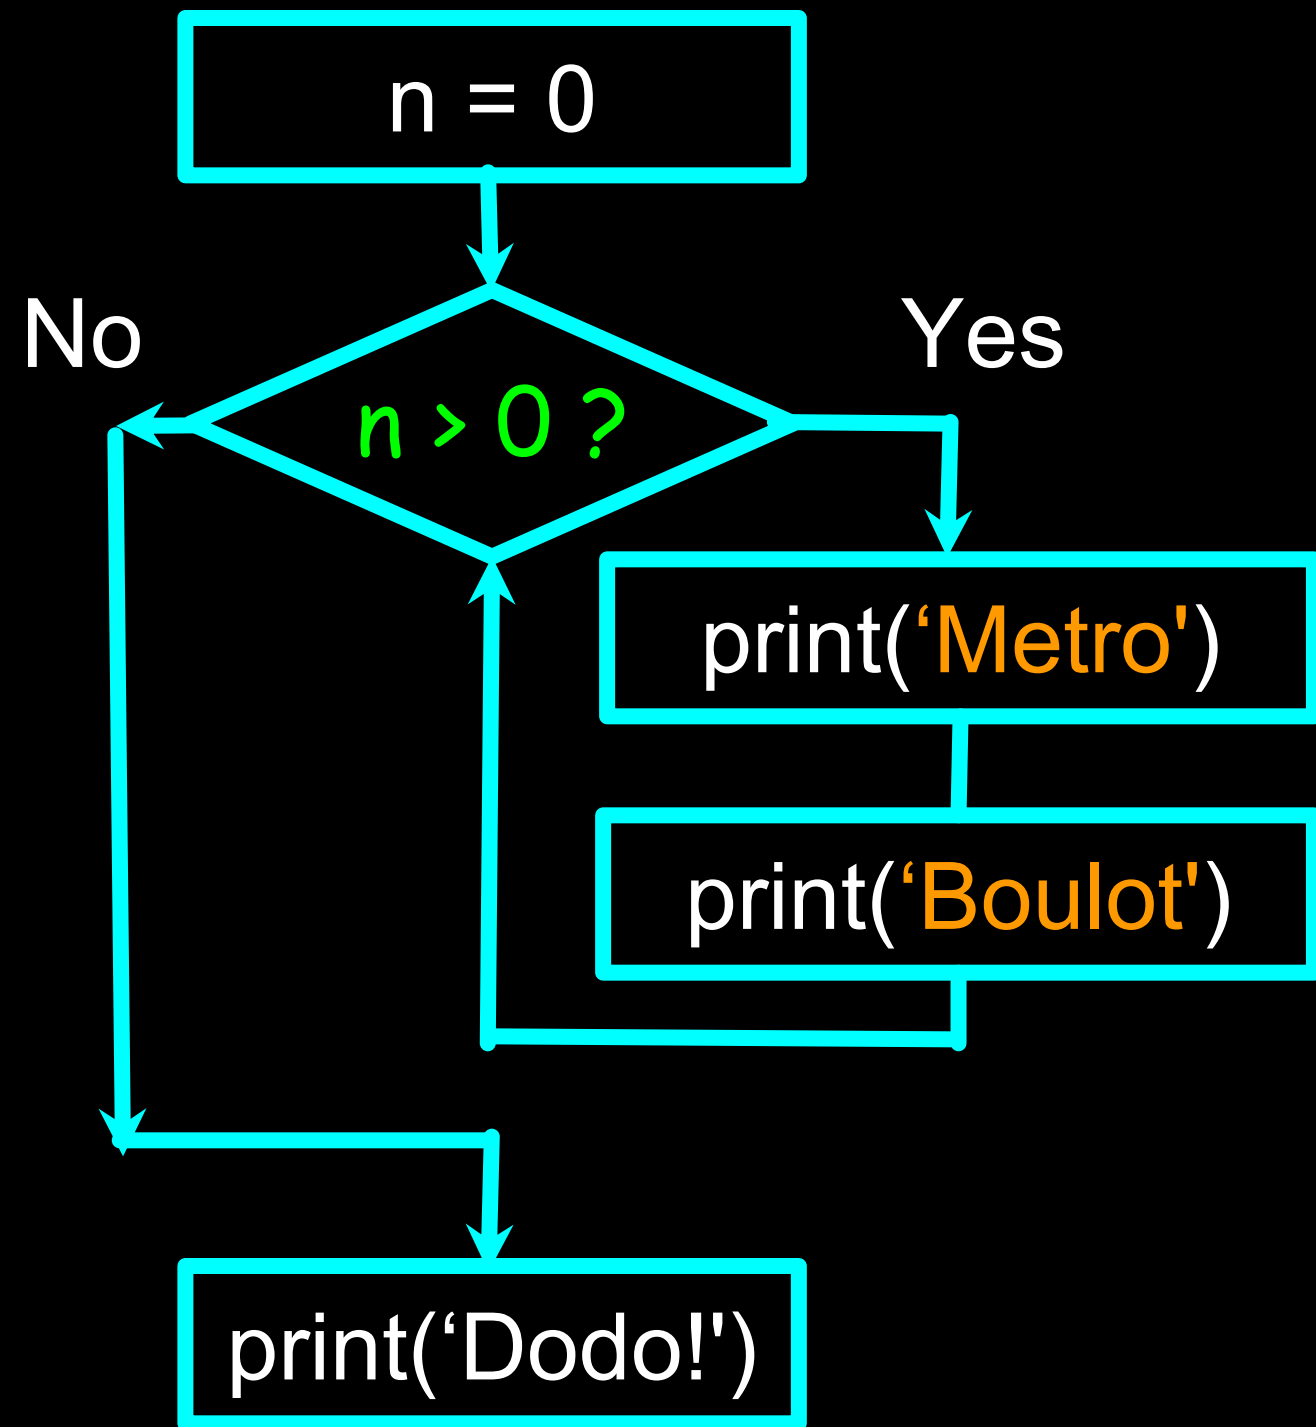 n = 0
No
Yes
n > 0 ?
print(‘Metro')
print(‘Boulot')
print(‘Dodo!')